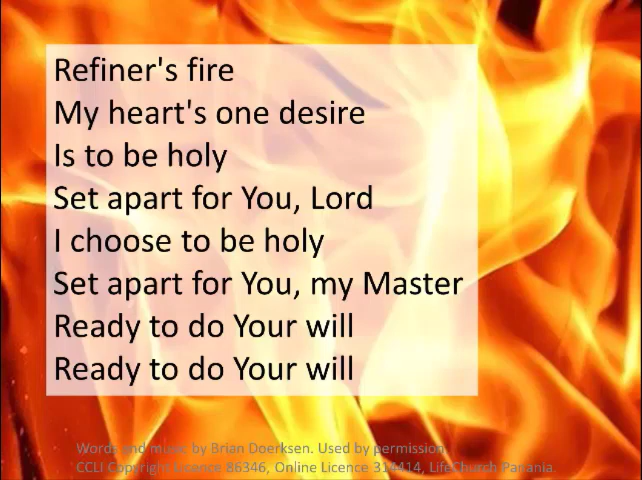 Refiner's fire
My heart's one desire
Is to be holy
Set apart for You, Lord
I choose to be holy
Set apart for You, my Master
Ready to do Your will
Ready to do Your will
Words and music by Brian Doerksen. Used by permission.
CCLI Copyright Licence 86346, Online Licence 314414, LifeChurch Panania.